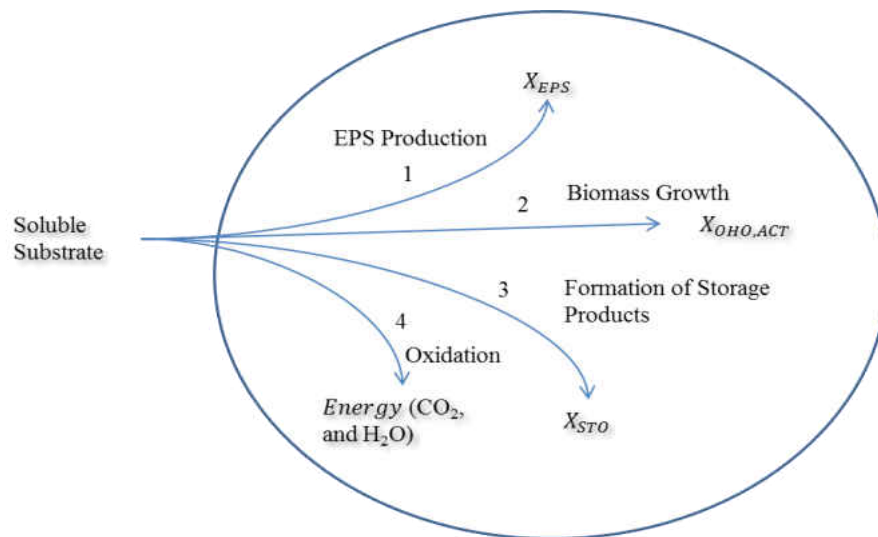 X_EPS
EPS Production
1
2
Biomass Growth
Soluble
Substrate
X_OHO,ACT
3
Formation of Storage
Products
4
Oxidation
Energy (CO₂,
and H₂O)
X_STO